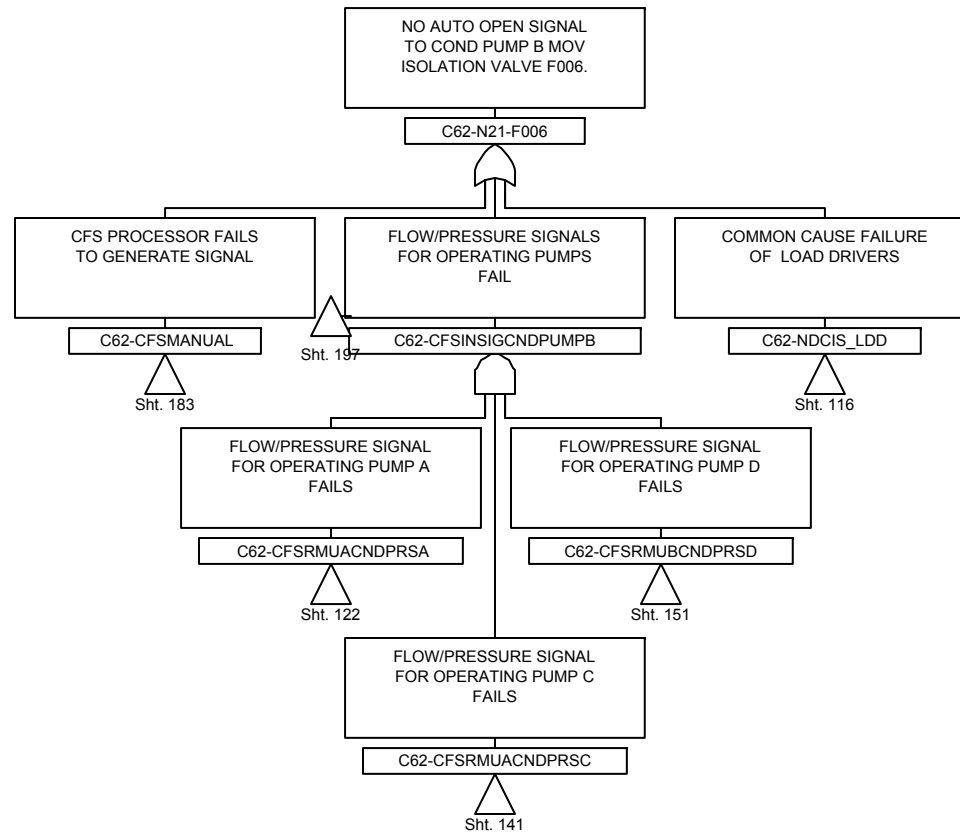 NO AUTO OPEN SIGNAL
TO COND PUMP B MOV
ISOLATION VALVE F006.
C62-N21-F006
CFS PROCESSOR FAILS
TO GENERATE SIGNAL
C62-CFSMANUAL
Sht. 183
FLOW/PRESSURE SIGNALS
FOR OPERATING PUMPS
FAIL
Sht. 197
C62-CFSINSIGCNDPUMPB
COMMON CAUSE FAILURE
OF LOAD DRIVERS
C62-NDCIS_LDD
Sht. 116
FLOW/PRESSURE SIGNAL
FOR OPERATING PUMP A
FAILS
C62-CFSRMUACNDPRSA
Sht. 122
FLOW/PRESSURE SIGNAL
FOR OPERATING PUMP D
FAILS
C62-CFSRMUBCNDPRSD
Sht. 151
FLOW/PRESSURE SIGNAL
FOR OPERATING PUMP C
FAILS
C62-CFSRMUACNDPRSC
Sht. 141